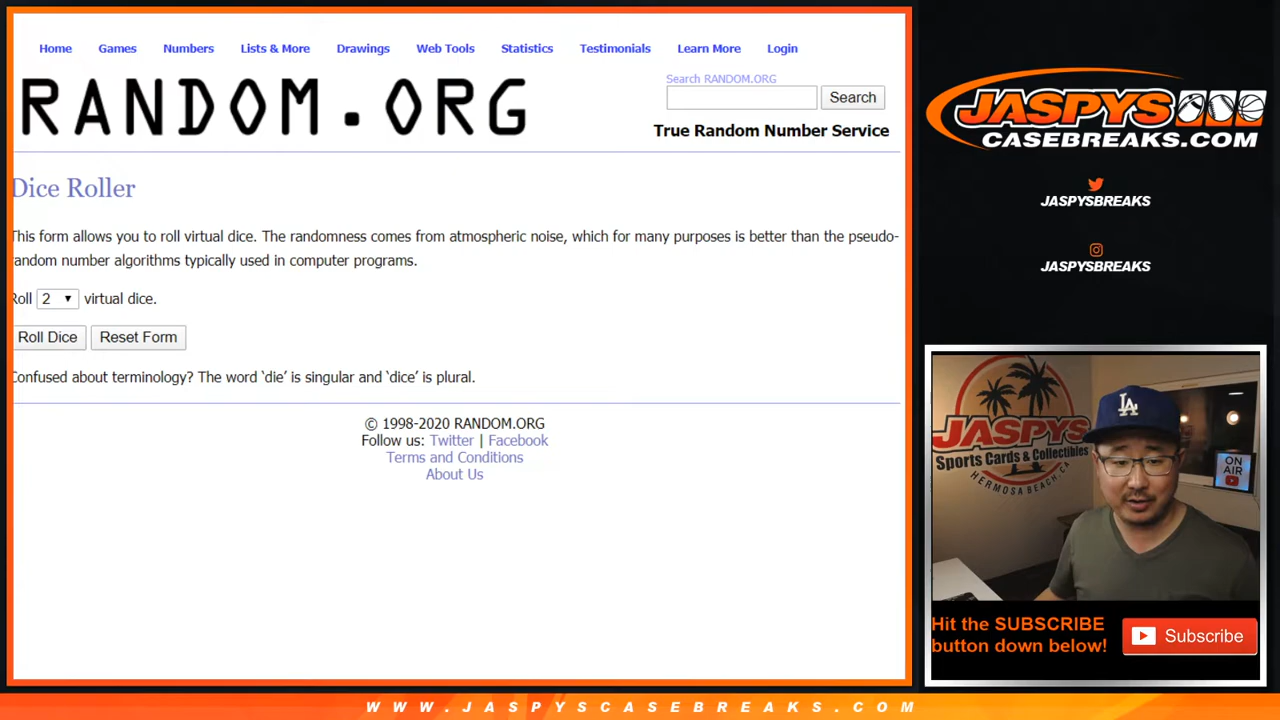 Home Games Numbers Lists & More Drawings Web Tools Statistics Testimonials Learn More Login
RANDOM.ORG
Search RANDOM.ORG
Search
True Random Number Service
Dice Roller
This form allows you to roll virtual dice. The randomness comes from atmospheric noise, which for many purposes is better than the pseudo-
random number algorithms typically used in computer programs.
Roll 2 virtual dice.
Roll Dice Reset Form
Confused about terminology? The word ‘die’ is singular and ‘dice’ is plural.
© 1998-2020 RANDOM.ORG
Follow us: Twitter | Facebook
Terms and Conditions
About Us
JASPYS
CASEBREAKS.COM
JASPYSBREAKS
JASPYSBREAKS
JASPYS
Sports Cards & Collectibles
HERMOSA BEACH, CA
LA
ON
AIR
Hit the SUBSCRIBE
button down below!
Subscribe
WWW.JASPYSCASEBREAKS.COM